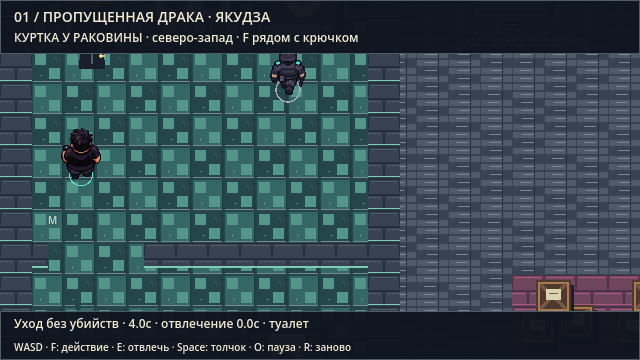 01 / ПРОПУЩЕННАЯ ДРАКА · ЯКУДЗА
КУРТКА У РАКОВИНЫ · северо-запад · F рядом с крючком
М
Уход без убийств · 4.0с · отвлечение 0.0с · туалет
WASD · F: действие · E: отвлечь · Space: толчок · O: пауза · R: заново